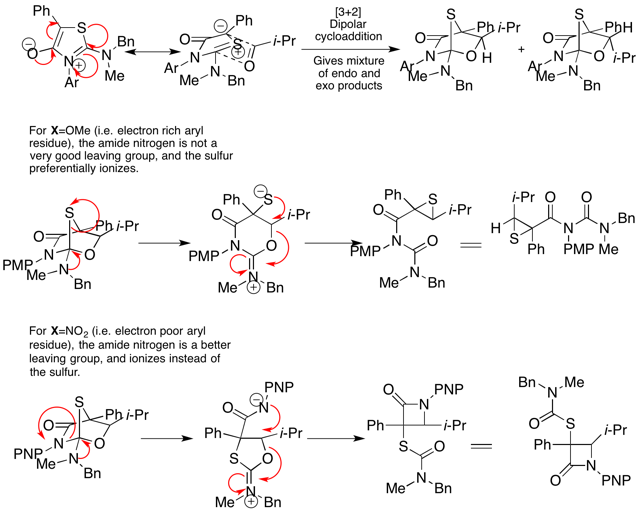 Ph
S
Bn
N
Me
O
N
Ar
Ph
O
S
i-Pr
N
Ar
N
Bn
Me
O
[3+2]
Dipolar
cycloaddition
Gives mixture
of endo and
exo products
S
Ph
i-Pr
O
N
O
H
Ar
N
Me
Bn
+
S
PhH
O
N
O
i-Pr
Ar
N
Me
Bn
For X=OMe (i.e. electron rich aryl
residue), the amide nitrogen is not a
very good leaving group, and the sulfur
preferentially ionizes.
S
Ph
i-Pr
O
N
O
PMP
N
Me
Bn
Ph
S
i-Pr
O
N
O
PMP
N
Me
Bn
Ph
S
i-Pr
O
N
O
PMP
N
Me
Bn
i-Pr
H
S
Ph
O
O
N
N
Bn
PMP
Me
For X=NO2 (i.e. electron poor aryl
residue), the amide nitrogen is a better
leaving group, and ionizes instead of
the sulfur.
S
Ph
i-Pr
O
N
O
PNP
N
Me
Bn
PNP
O
N
Ph
i-Pr
S
O
N
Me
Bn
PNP
O
N
Ph
i-Pr
S
O
N
Me
Bn
Me
Bn
N
O
S
Ph
i-Pr
O
N
PNP